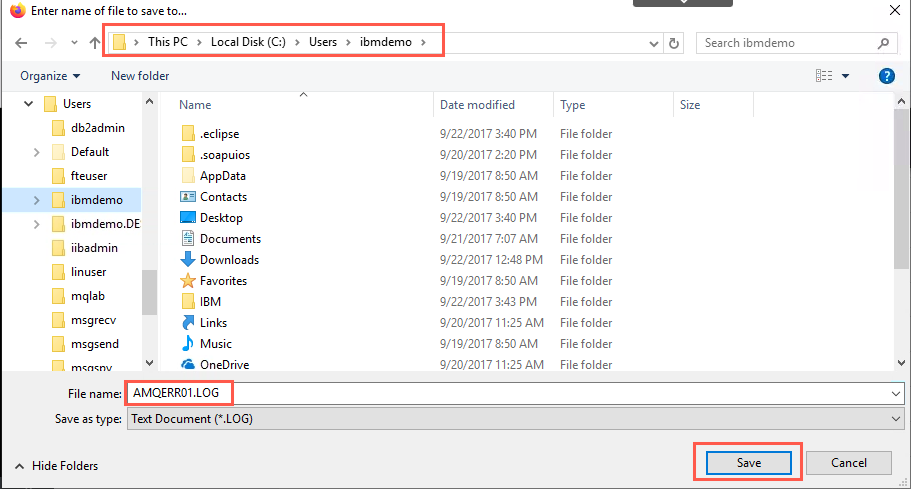 Enter name of file to save to...
This PC > Local Disk (C:) > Users > ibmdemo >
Search ibmdemo
Organize
New folder
?
Users
db2admin
Default
fteuser
ibmdemo
ibmdemo.DE
iibadmin
linuser
mqlab
msgrecv
msgsend
msgspy
Name Date modified Type Size
.eclipse 9/22/2017 3:40 PM File folder
.soapuios 9/20/2017 2:20 PM File folder
AppData 9/19/2017 8:50 AM File folder
Contacts 9/19/2017 8:50 AM File folder
Desktop 9/22/2017 3:40 PM File folder
Documents 9/21/2017 7:07 AM File folder
Downloads 9/22/2017 12:48 PM File folder
Favorites 9/19/2017 8:50 AM File folder
IBM 9/22/2017 3:43 PM File folder
Links 9/20/2017 11:25 AM File folder
Music 9/19/2017 8:50 AM File folder
OneDrive 9/20/2017 11:25 AM File folder
File name: AMQERR01.LOG
Save as type: Text Document (*.LOG)
Hide Folders
Save
Cancel